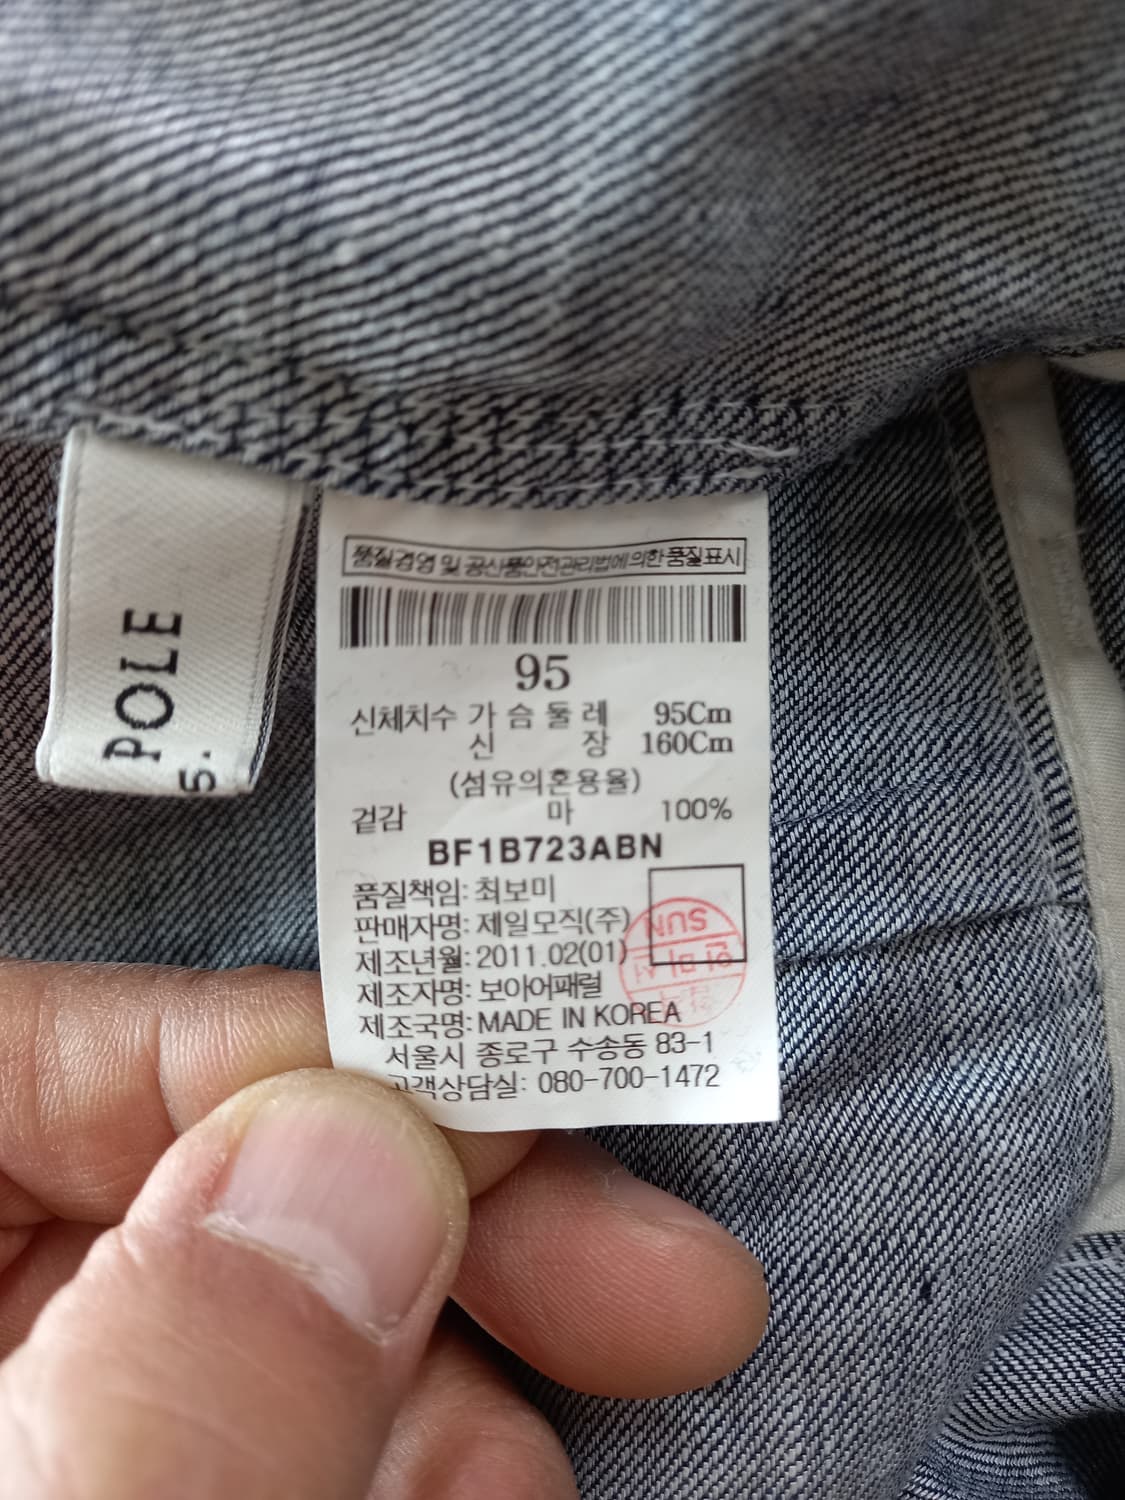 POLE
S.
품질경영 및 공산품안전관리법에 의한 품질표시
95
신체치수 가슴둘레 95Cm
신장 160Cm
(섬유의혼용율)
겉감 마 100%
BF1B723ABN
품질책임: 최보미
판매자명: 제일모직(주)
제조년월: 2011.02(01)
제조자명: 보아어패럴
제조국명: MADE IN KOREA
서울시 종로구 수송동 83-1
고객상담실: 080-700-1472
SUN